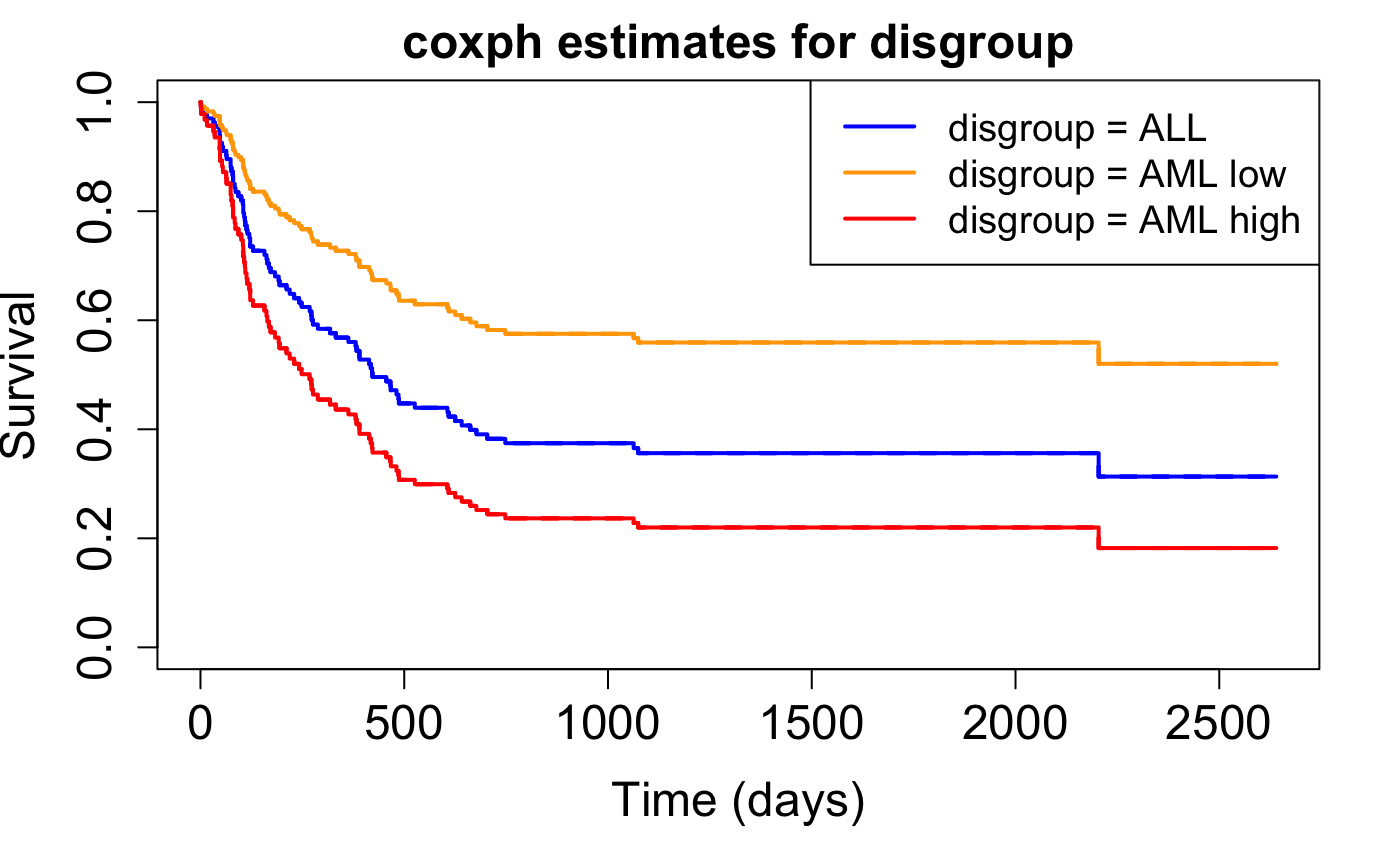 coxph estimates for disgroup
disgroup = ALL
disgroup = AML low
disgroup = AML high
Survival
1.0
0.8
0.6
0.4
0.2
0.0
0 500 1000 1500 2000 2500
Time (days)